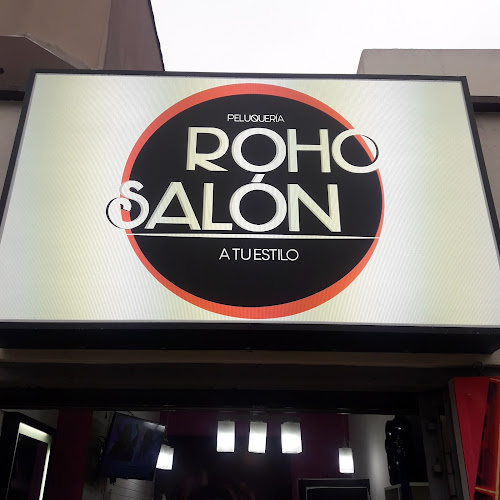 PELUQUERÍA
ROHO
SALÓN
A TU ESTILO